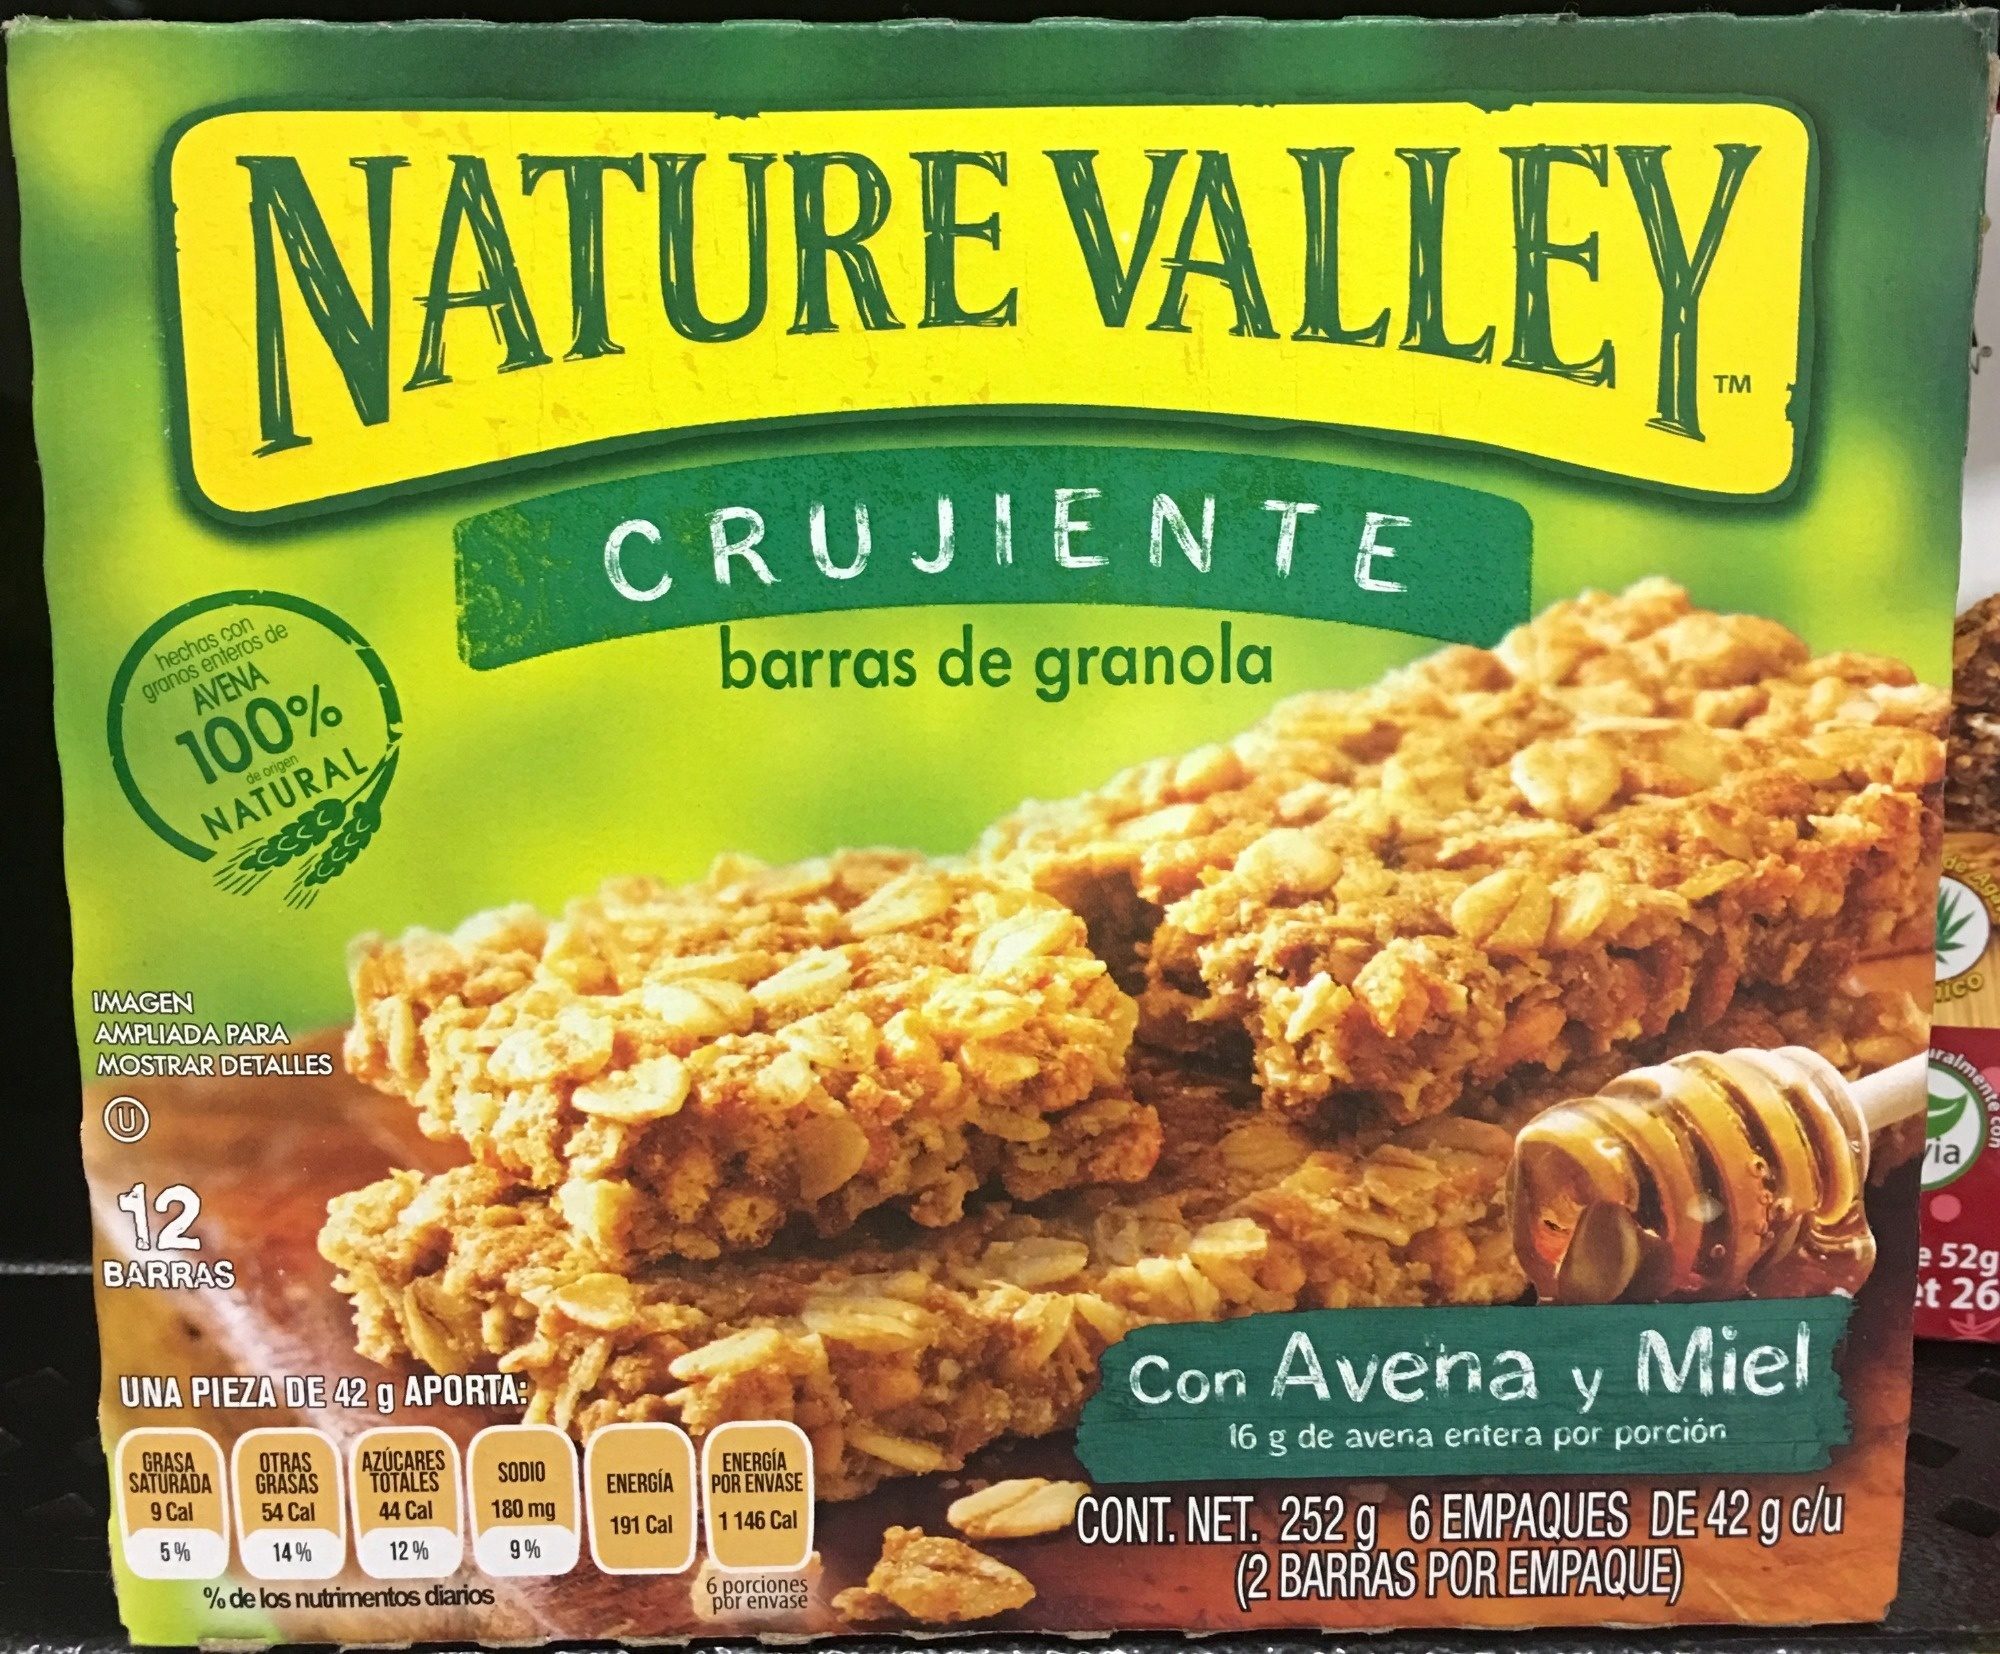 NATURE VALLEY
TM
CRUJIENTE
barras de granola
hechas con
granos enteros de
AVENA
100%
de origen
NATURAL
IMAGEN
AMPLIADA PARA
MOSTRAR DETALLES
U
12
BARRAS
UNA PIEZA DE 42 g APORTA:
GRASA
SATURADA
9 Cal
5%
OTRAS
GRASAS
54 Cal
14%
AZÚCARES
TOTALES
44 Cal
12%
SODIO
180 mg
9%
ENERGÍA
191 Cal
ENERGÍA
POR ENVASE
1 146 Cal
% de los nutrimentos diarios
6 porciones
por envase
Con Avena y Miel
16 g de avena entera por porción
CONT. NET. 252 g 6 EMPAQUES DE 42 g c/u
(2 BARRAS POR EMPAQUE)
52g
26